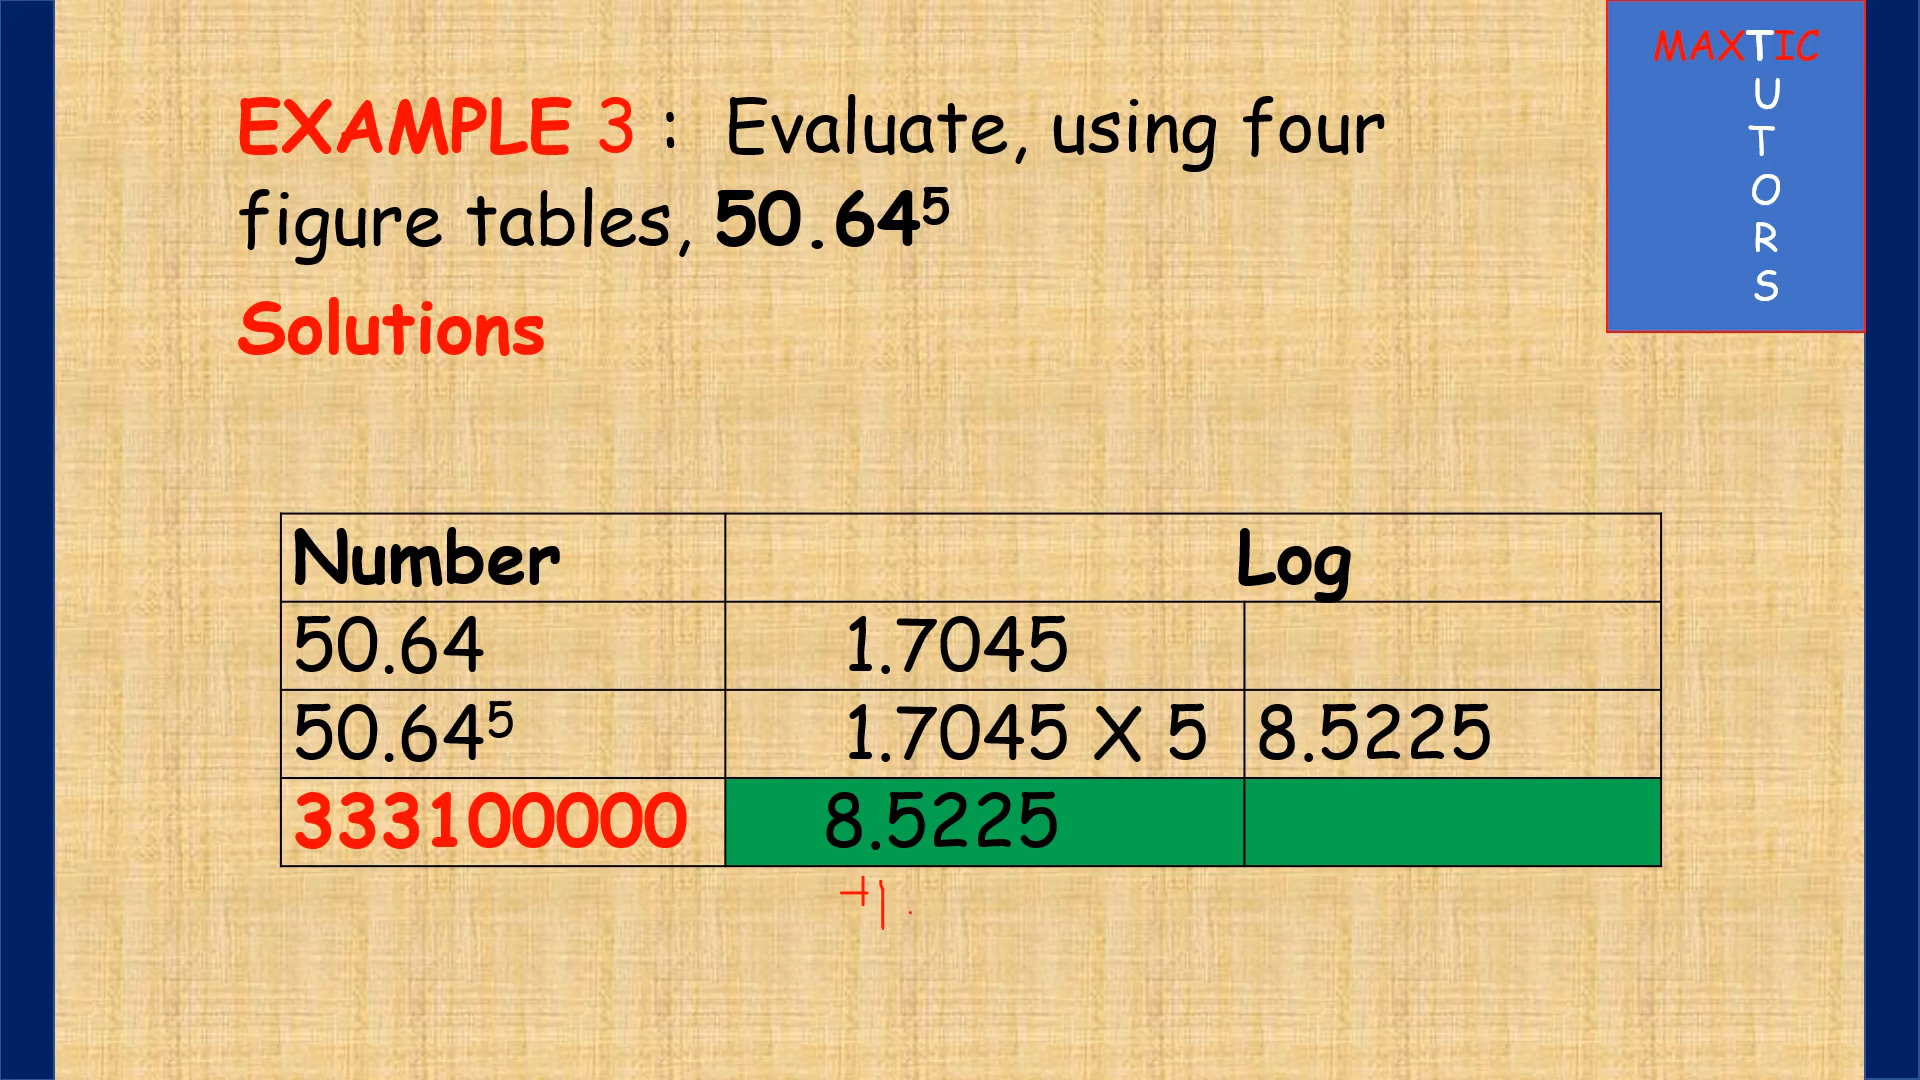 MAXTIC
U
T
O
R
S
EXAMPLE 3 : Evaluate, using four
figure tables, 50.64⁵
Solutions
Number Log
50.64 1.7045
50.64⁵ 1.7045 X 5 8.5225
333100000 8.5225
+1